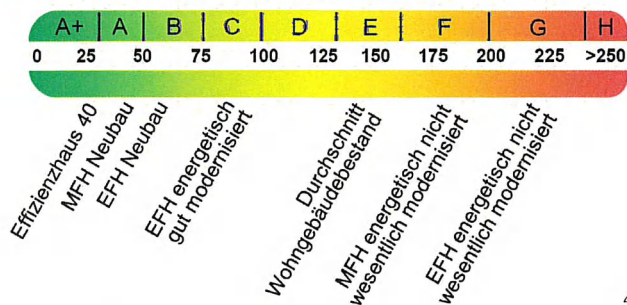 A+ A B C D E F G H
0 25 50 75 100 125 150 175 200 225 >250
Effizienzhaus 40
MFH Neubau
EFH Neubau
EFH energetisch
gut modernisiert
Durchschnitt
Wohngebäudebestand
MFH energetisch nicht
wesentlich modernisiert
EFH energetisch nicht
wesentlich modernisiert